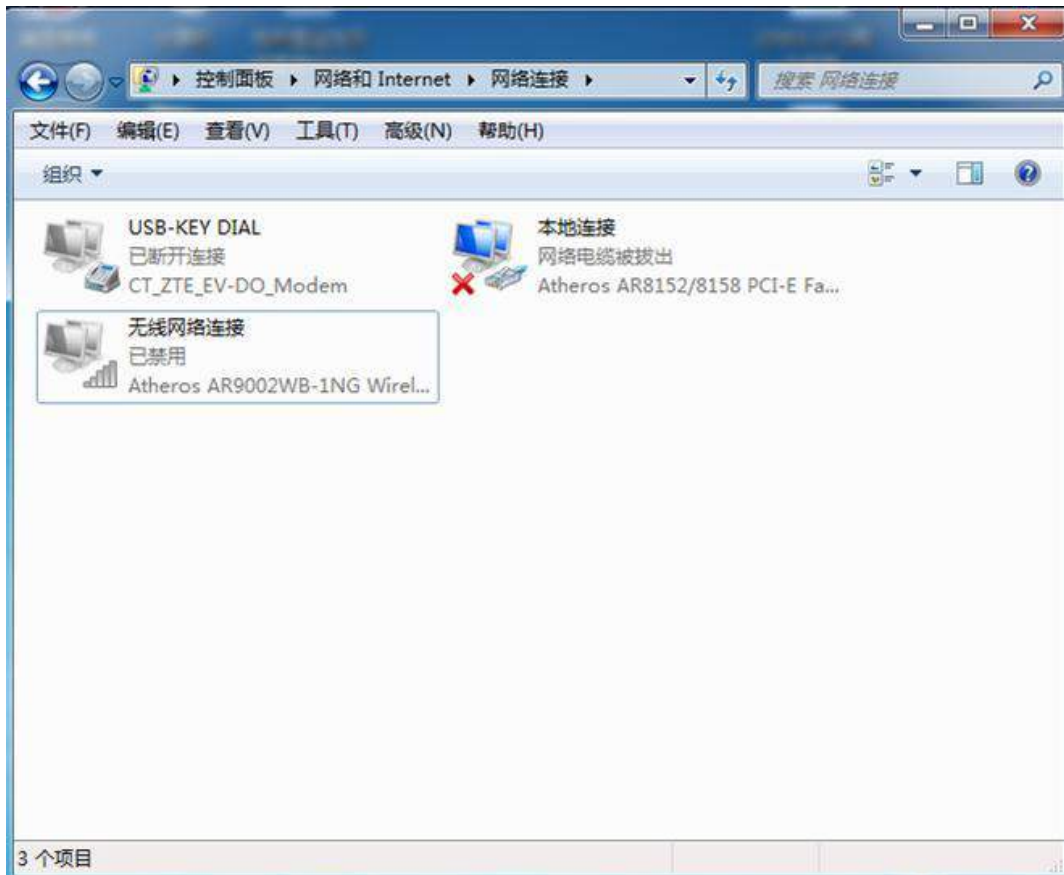 控制面板 网络和 Internet 网络连接
搜索 网络连接
文件(F) 编辑(E) 查看(V) 工具(T) 高级(N) 帮助(H)
组织
USB-KEY DIAL
已断开连接
CT_ZTE_EV-DO_Modem
本地连接
网络电缆被拔出
Atheros AR8152/8158 PCI-E Fa...
无线网络连接
已禁用
Atheros AR9002WB-1NG Wirel...
3 个项目